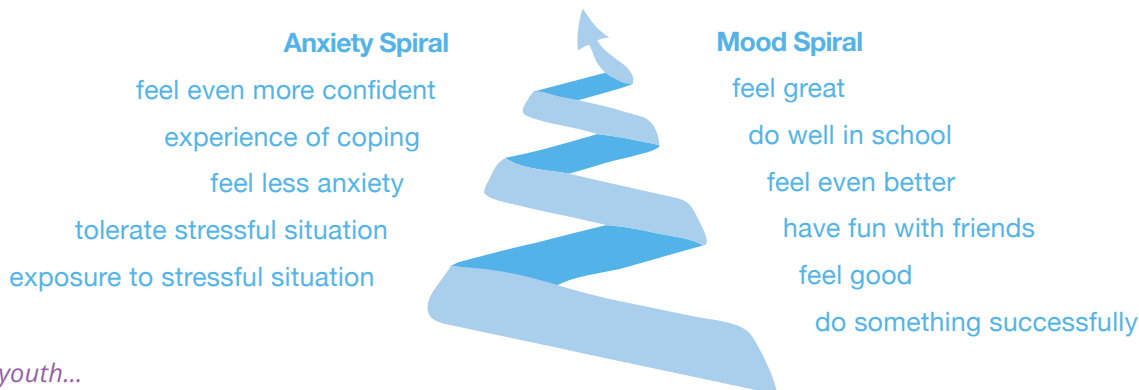 Anxiety Spiral
feel even more confident
experience of coping
feel less anxiety
tolerate stressful situation
exposure to stressful situation
Mood Spiral
feel great
do well in school
feel even better
have fun with friends
feel good
do something successfully
youth...